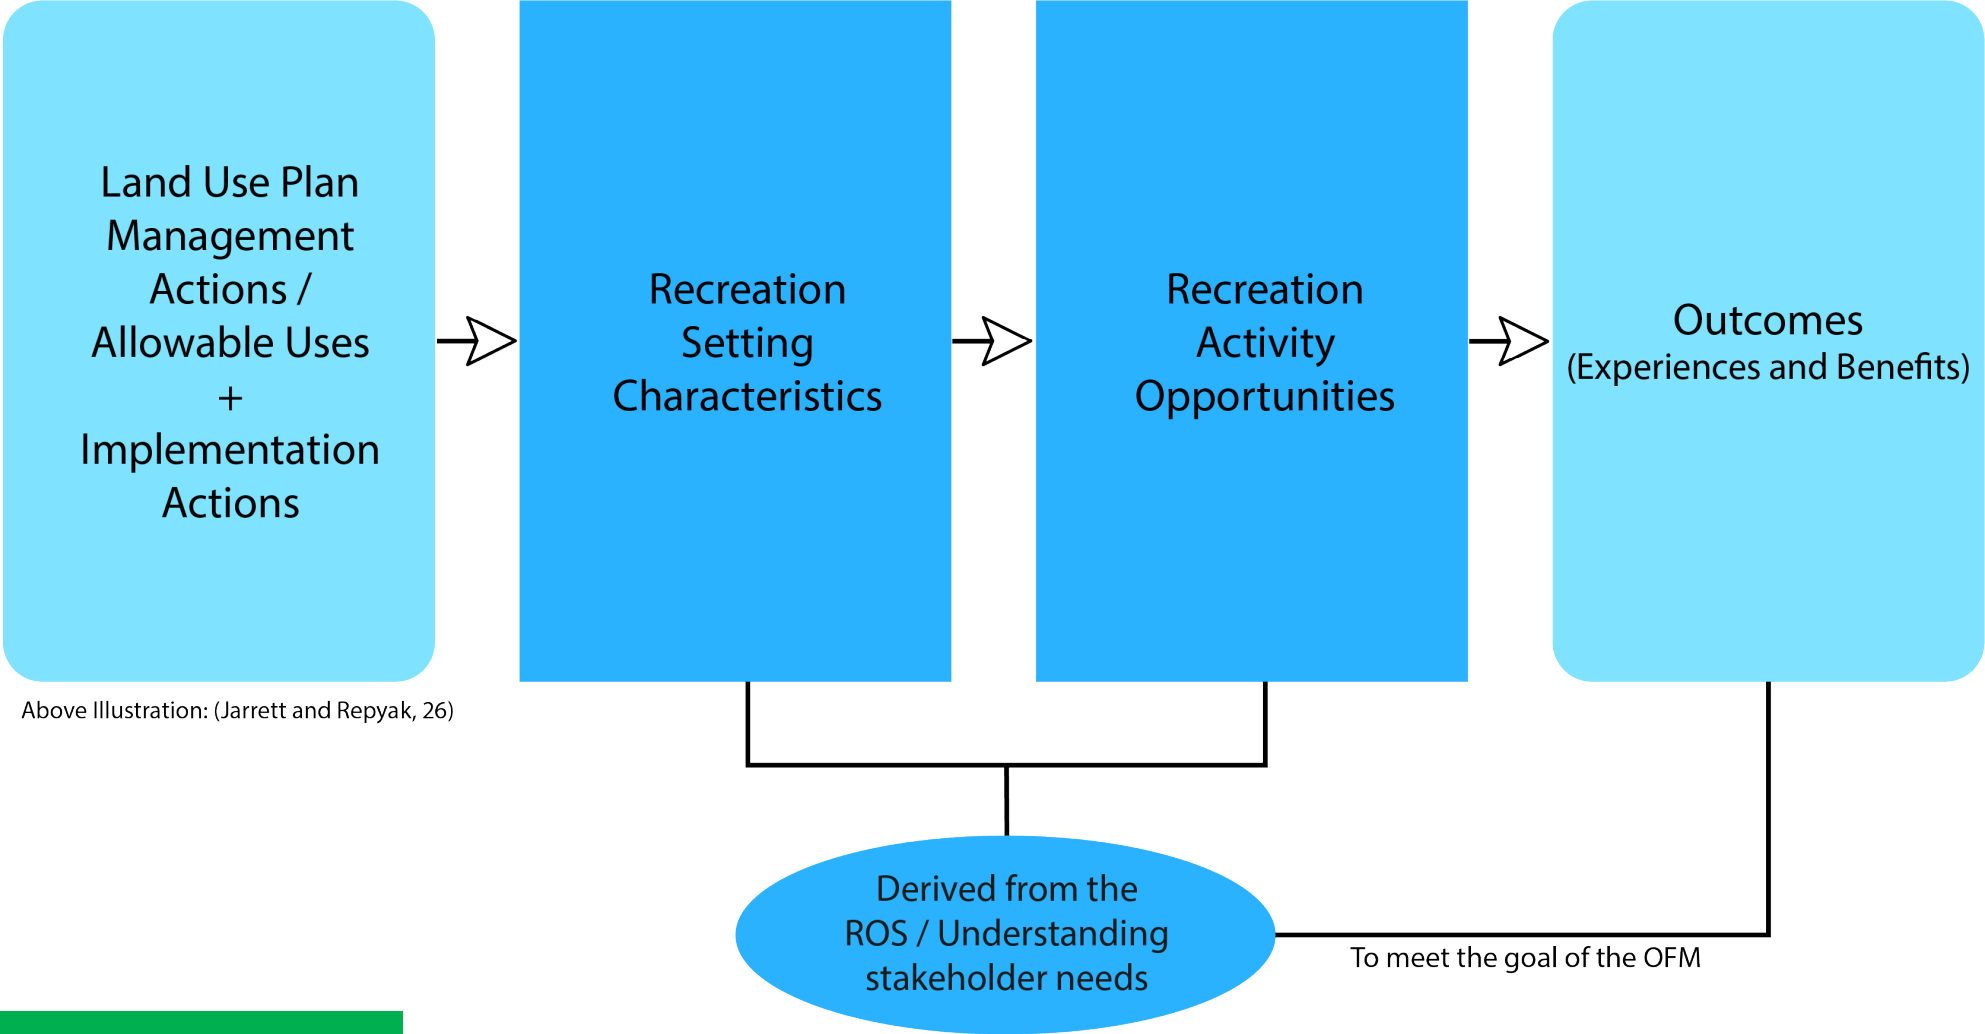 Land Use Plan
Management
Actions /
Allowable Uses
+
Implementation
Actions
Recreation
Setting
Characteristics
Recreation
Activity
Opportunities
Outcomes
(Experiences and Benefits)
Above Illustration: (Jarrett and Repyak, 26)
Derived from the
ROS / Understanding
stakeholder needs
To meet the goal of the OFM